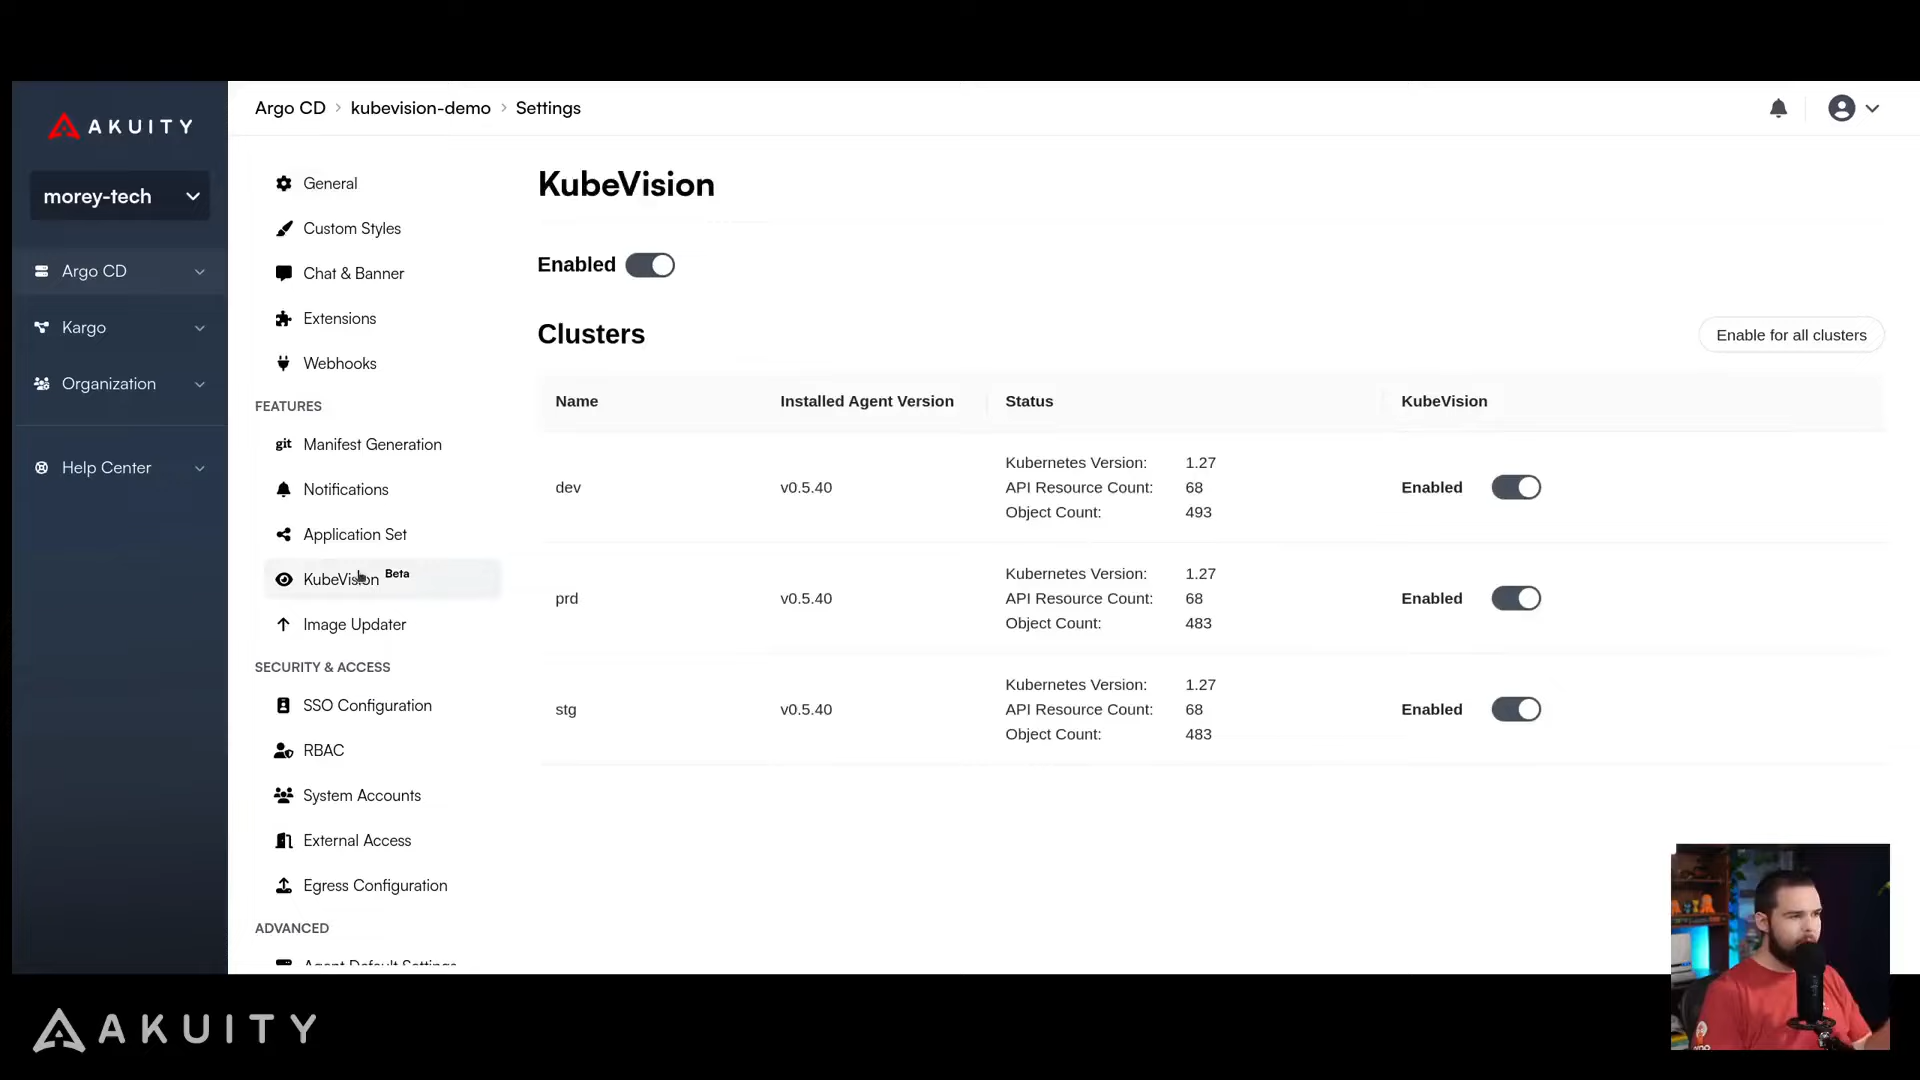 AKUITY
morey-tech
Argo CD
Kargo
Organization
Help Center
Argo CD > kubevision-demo > Settings
General
Custom Styles
Chat & Banner
Extensions
Webhooks
FEATURES
git Manifest Generation
Notifications
Application Set
KubeVision Beta
Image Updater
SECURITY & ACCESS
SSO Configuration
RBAC
System Accounts
External Access
Egress Configuration
ADVANCED
Agent Default Settings
KubeVision
Enabled
Clusters
Enable for all clusters
Name Installed Agent Version Status KubeVision
Kubernetes Version: 1.27
dev v0.5.40 API Resource Count: 68 Enabled
Object Count: 493
Kubernetes Version: 1.27
prd v0.5.40 API Resource Count: 68 Enabled
Object Count: 483
Kubernetes Version: 1.27
stg v0.5.40 API Resource Count: 68 Enabled
Object Count: 483
AKUITY